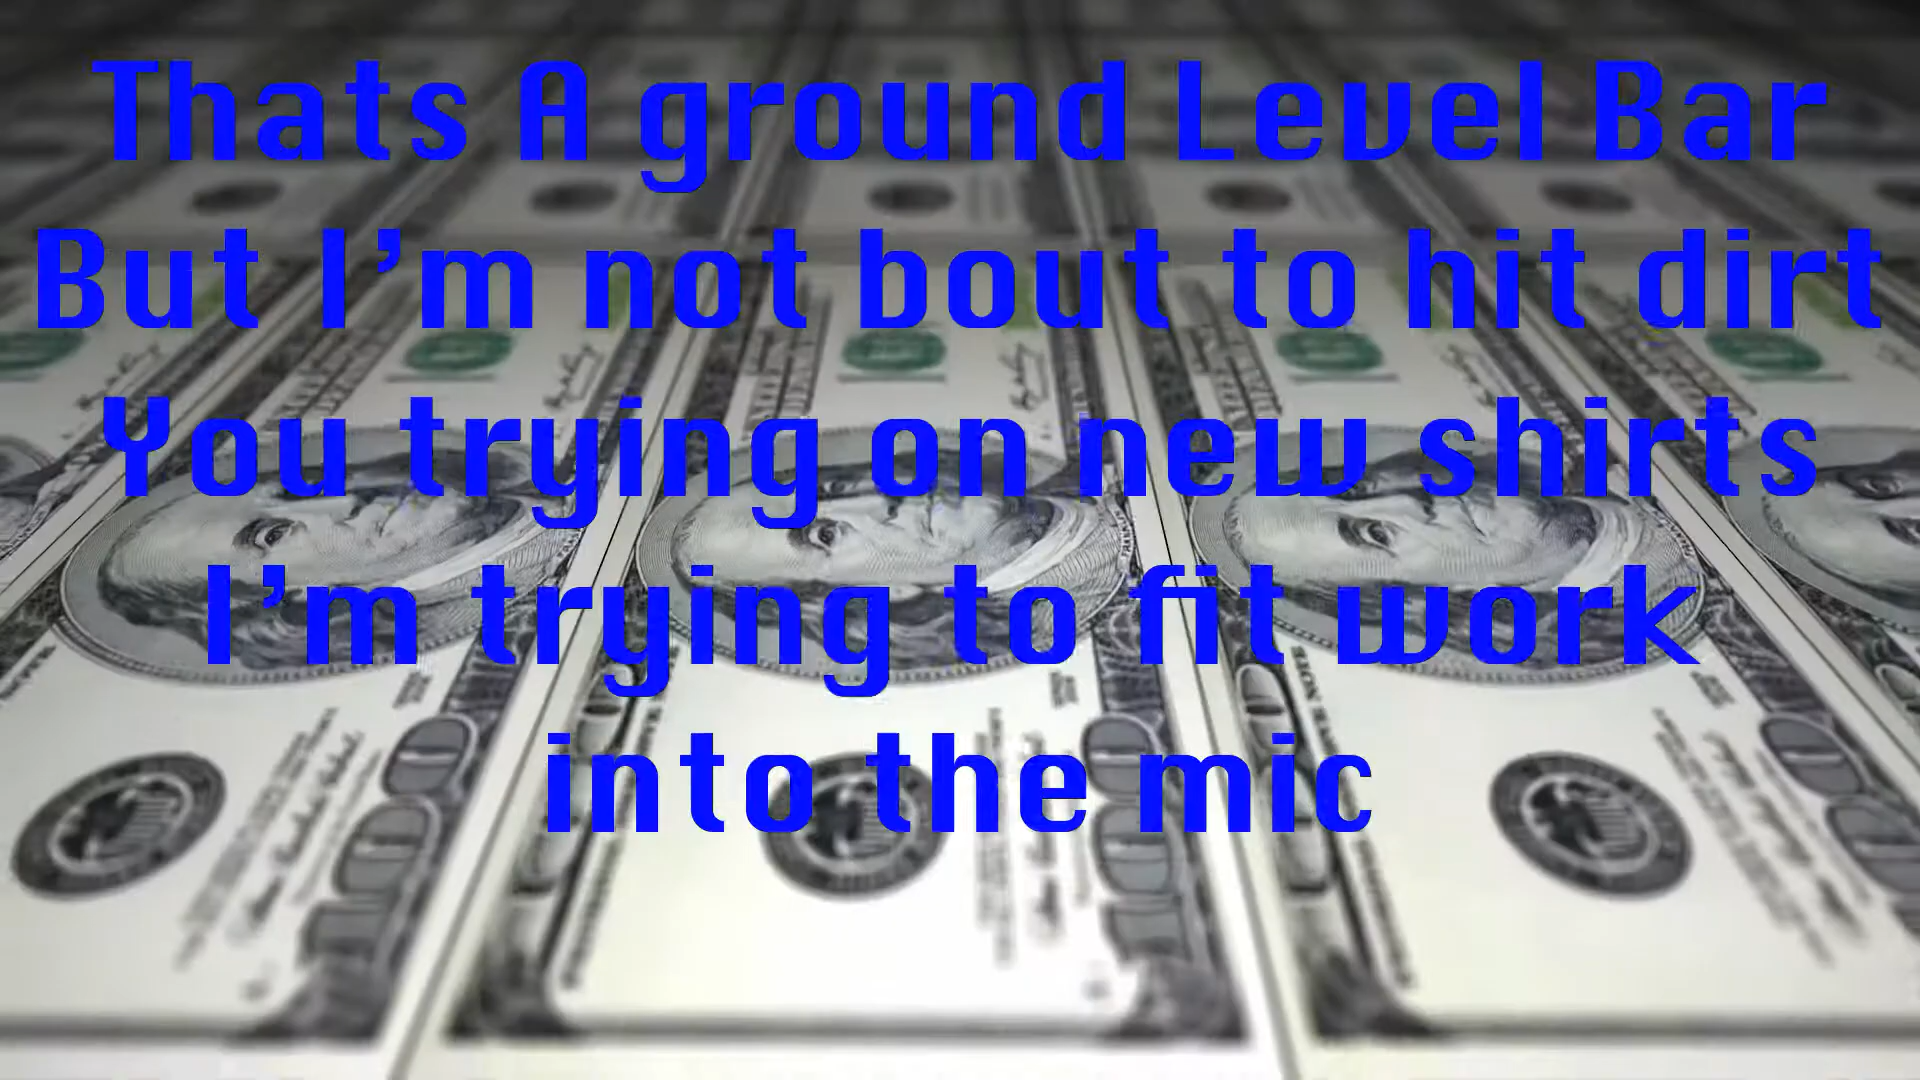 Thats A ground Level Bar
But I'm not bout to hit dirt
You trying on new shirts
I'm trying to fit work
into the mic